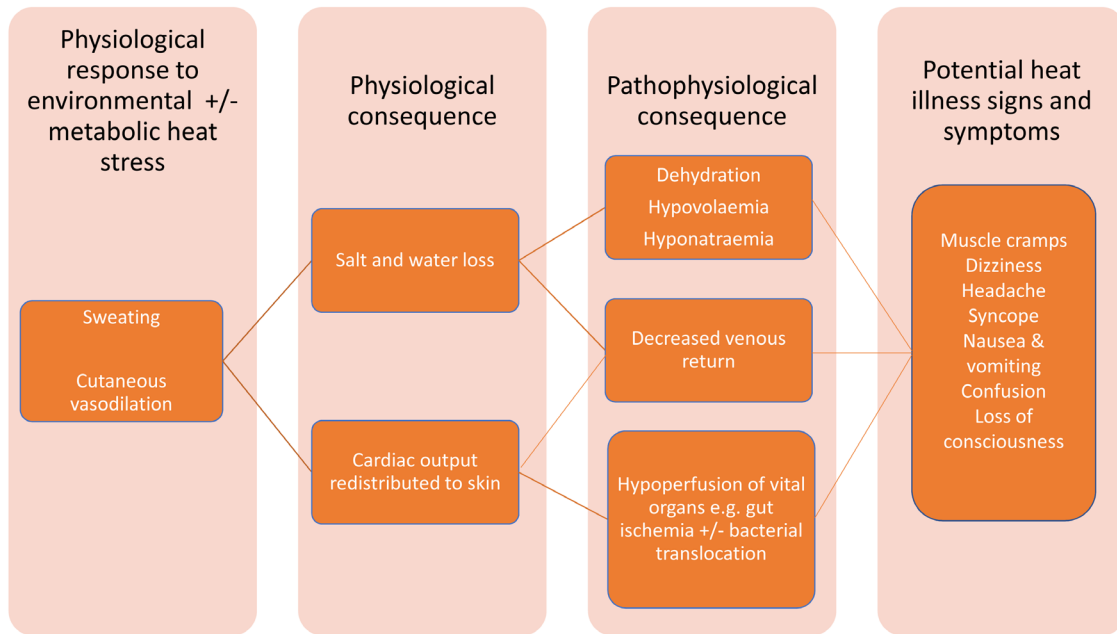 Physiological
response to
environmental +/-
metabolic heat
stress
Sweating
Cutaneous
vasodilation
Physiological
consequence
Salt and water loss
Cardiac output
redistributed to skin
Pathophysiological
consequence
Dehydration
Hypovolaemia
Hyponatraemia
Decreased venous
return
Hypoperfusion of vital
organs e.g. gut
ischemia +/- bacterial
translocation
Potential heat
illness signs and
symptoms
Muscle cramps
Dizziness
Headache
Syncope
Nausea &
vomiting
Confusion
Loss of
consciousness